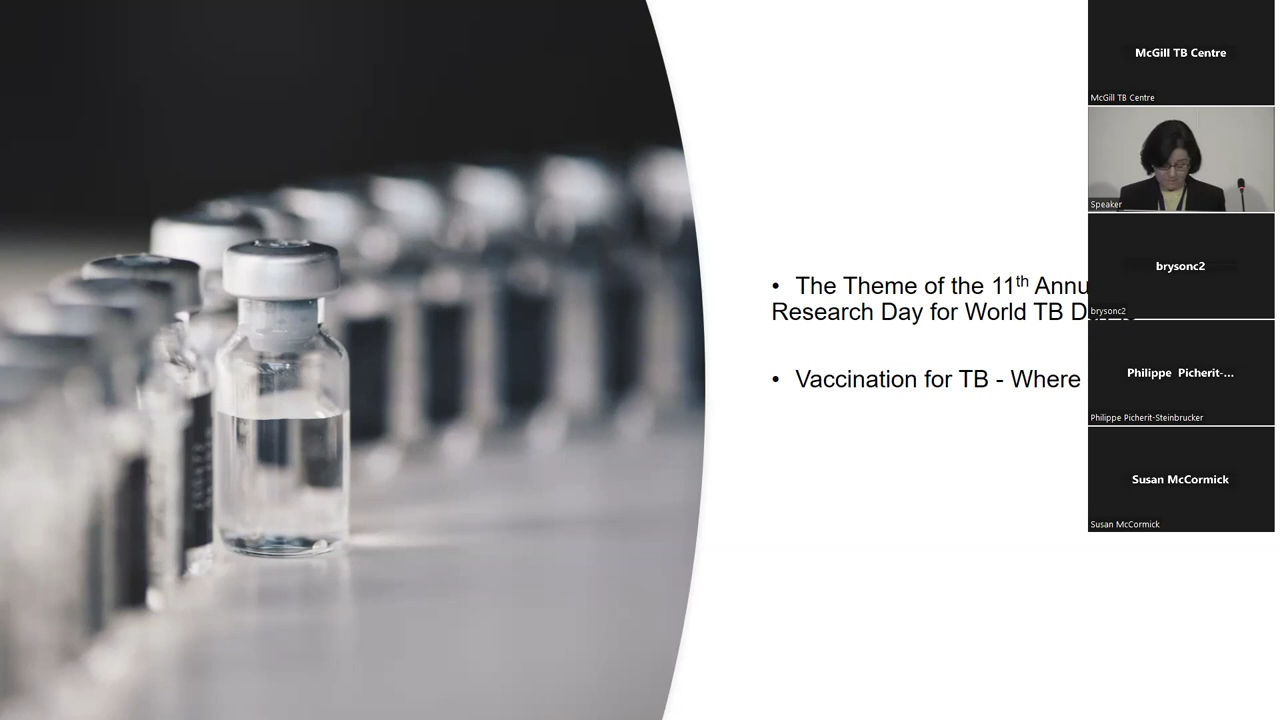 • The Theme of the 11th Annu
Research Day for World TB D
• Vaccination for TB - Where
McGill TB Centre
McGill TB Centre
Speaker
brysonc2
brysonc2
Philippe Picherit-...
Philippe Picherit-Steinbrucker
Susan McCormick
Susan McCormick